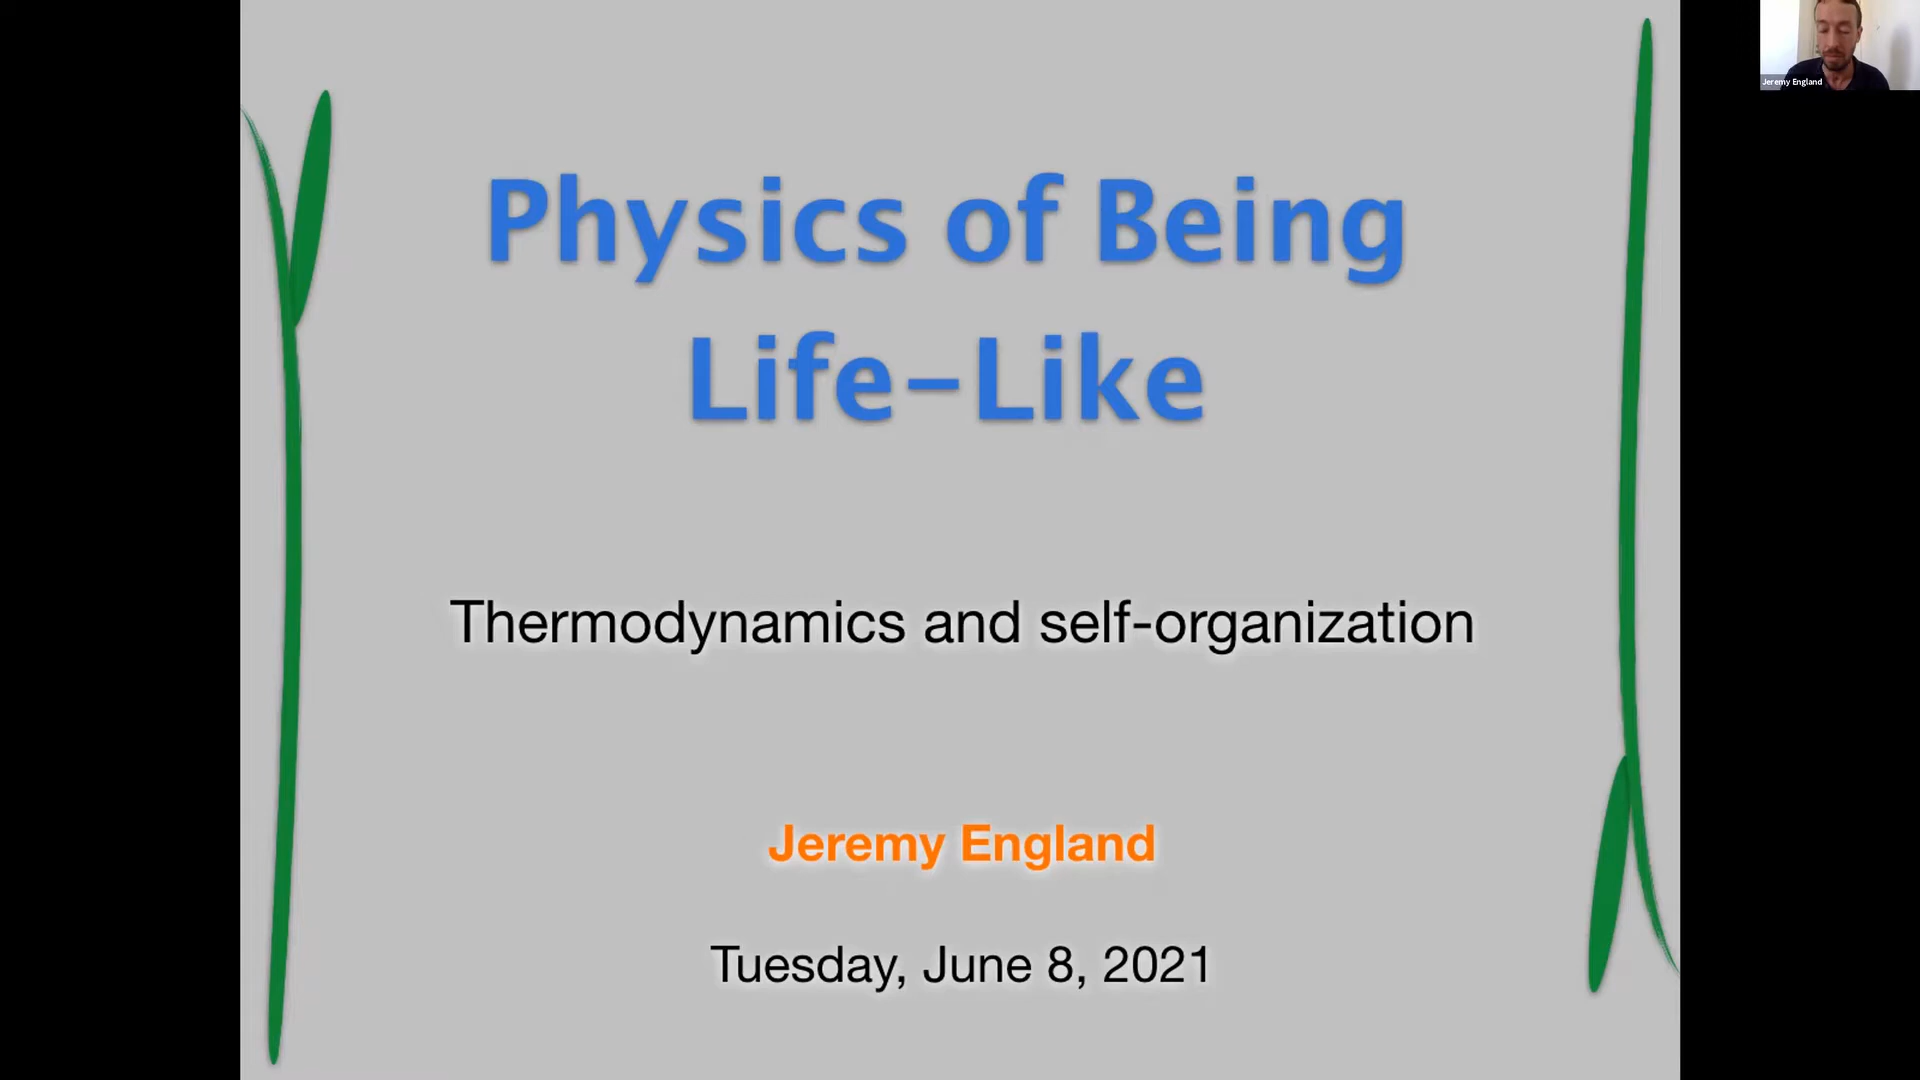 Physics of Being
Life-Like
Thermodynamics and self-organization
Jeremy England
Tuesday, June 8, 2021
Jeremy England